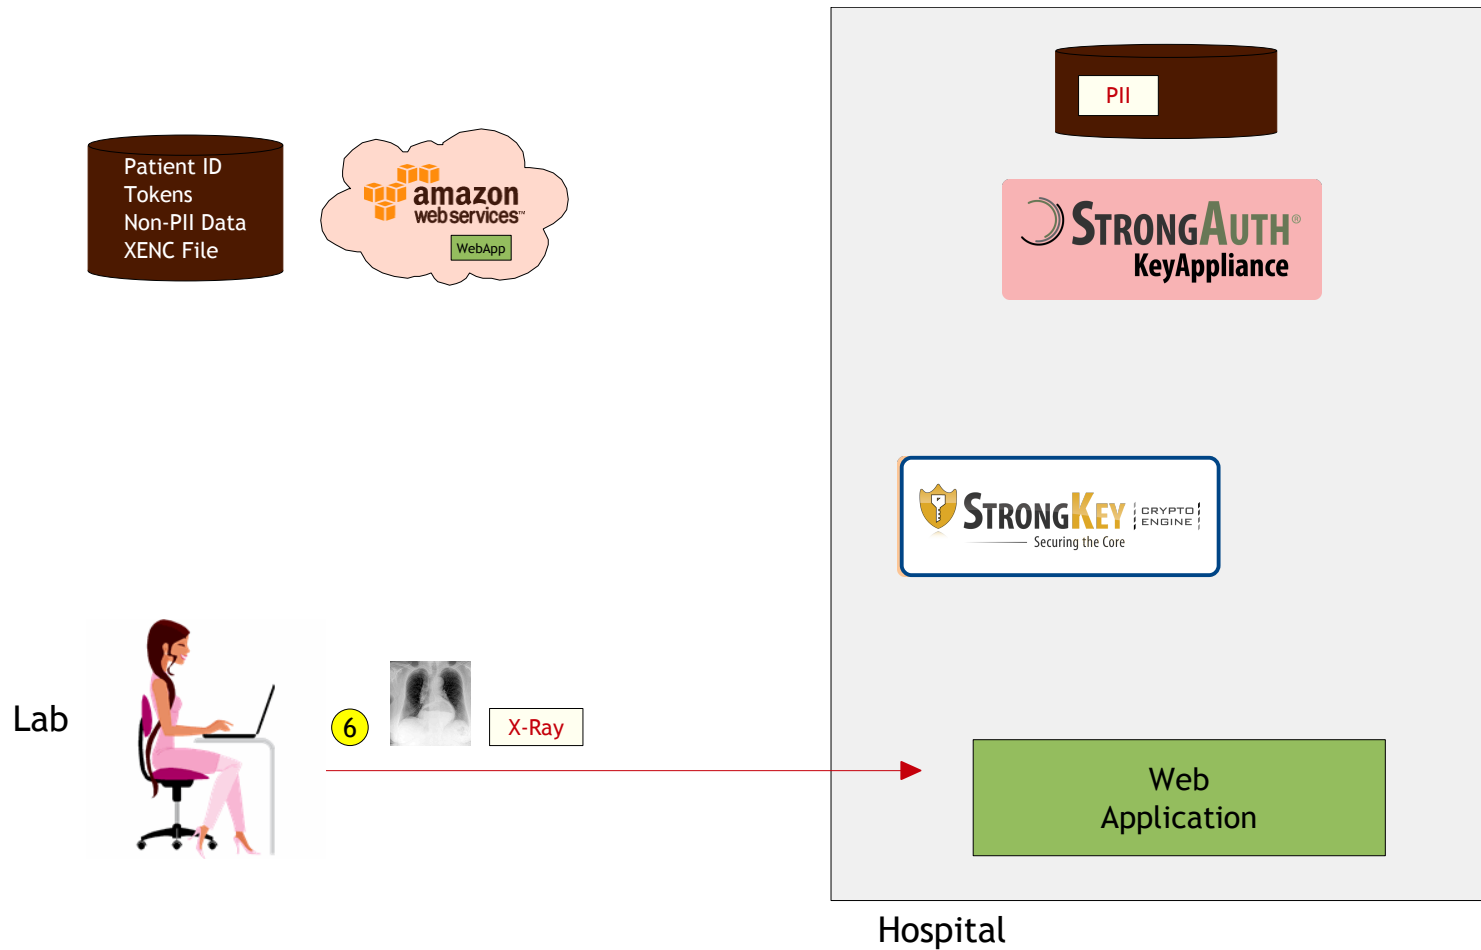 PII
Patient ID
Tokens
Non-PII Data
XENC File
amazon
webservices™
WebApp
STRONGAUTH®
KeyAppliance
STRONGKEY CRYPTO
ENGINE
Securing the Core
Lab
6
X-Ray
Web
Application
Hospital